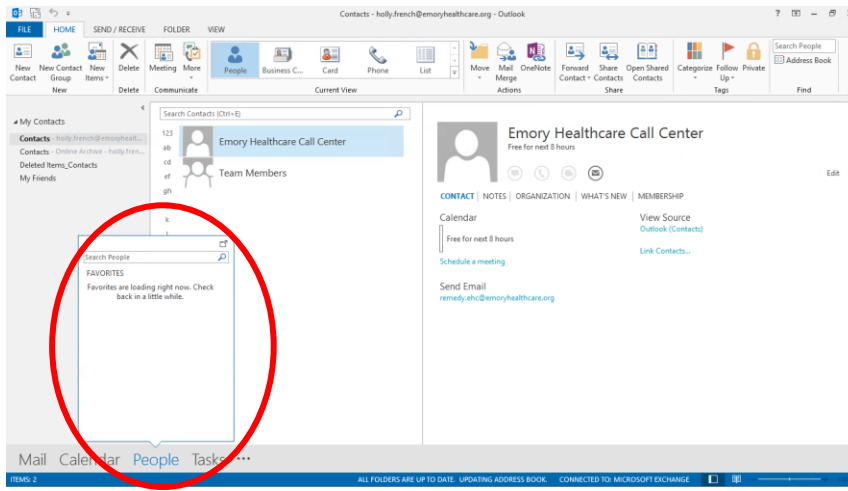 Contacts - holly.french@emoryhealthcare.org - Outlook
?
FILE HOME SEND / RECEIVE FOLDER VIEW
New Contact
New Contact Group
New Items
Delete
Meeting
More
People
Business C...
Card
Phone
List
Move
Mail Merge
OneNote
Forward Contact
Share Contacts
Open Shared Contacts
Categorize
Follow Up
Private
Search People
Address Book
New Delete Communicate Current View Actions Share Tags Find
My Contacts
Contacts - holly.french@emoryhealt...
Contacts - Online Archive - holly.fren...
Deleted Items_Contacts
My Friends
Search Contacts (Ctrl+E)
123
ab
cd
ef
gh
k
Emory Healthcare Call Center
Team Members
Search People
FAVORITES
Favorites are loading right now. Check
back in a little while.
Emory Healthcare Call Center
Free for next 8 hours
Edit
CONTACT NOTES ORGANIZATION WHAT'S NEW MEMBERSHIP
Calendar
Free for next 8 hours
Schedule a meeting
Send Email
remedy.ehc@emoryhealthcare.org
View Source
Outlook (Contacts)
Link Contacts...
Mail Calendar People Tasks ...
ITEMS: 2 ALL FOLDERS ARE UP TO DATE. UPDATING ADDRESS BOOK. CONNECTED TO: MICROSOFT EXCHANGE